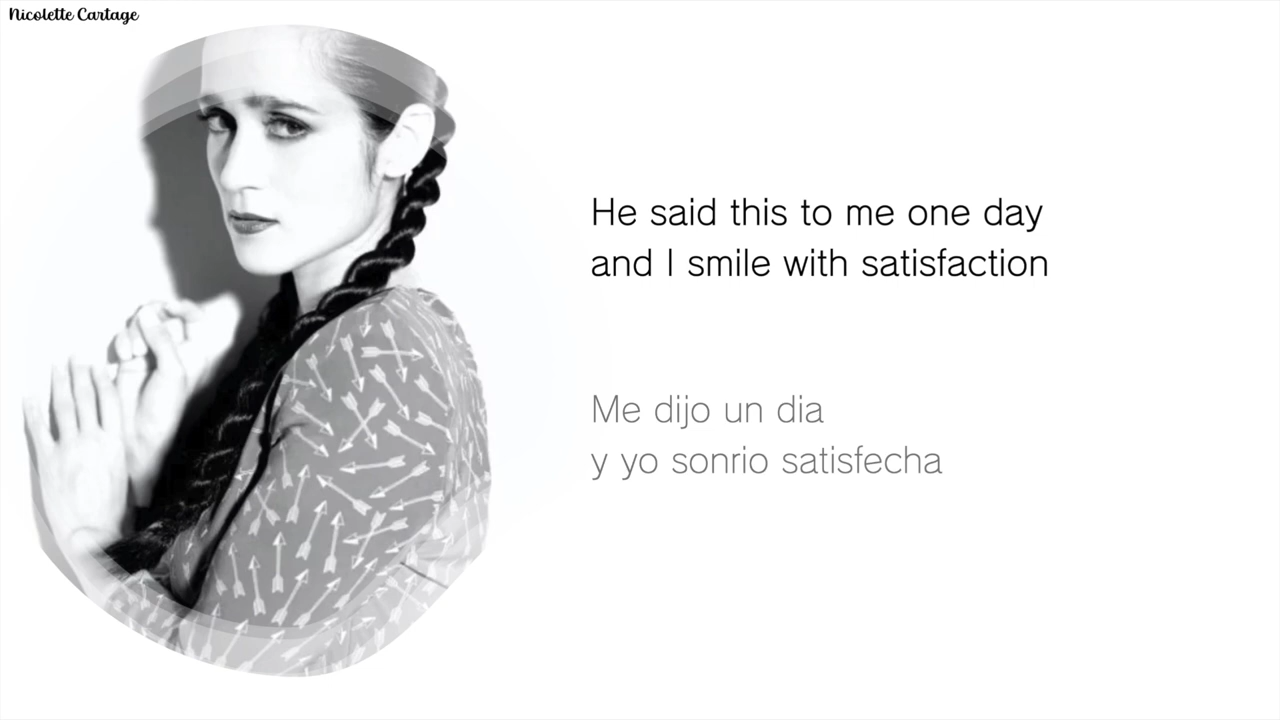 Nicolette Cartage
He said this to me one day
and I smile with satisfaction
Me dijo un dia
y yo sonrio satisfecha